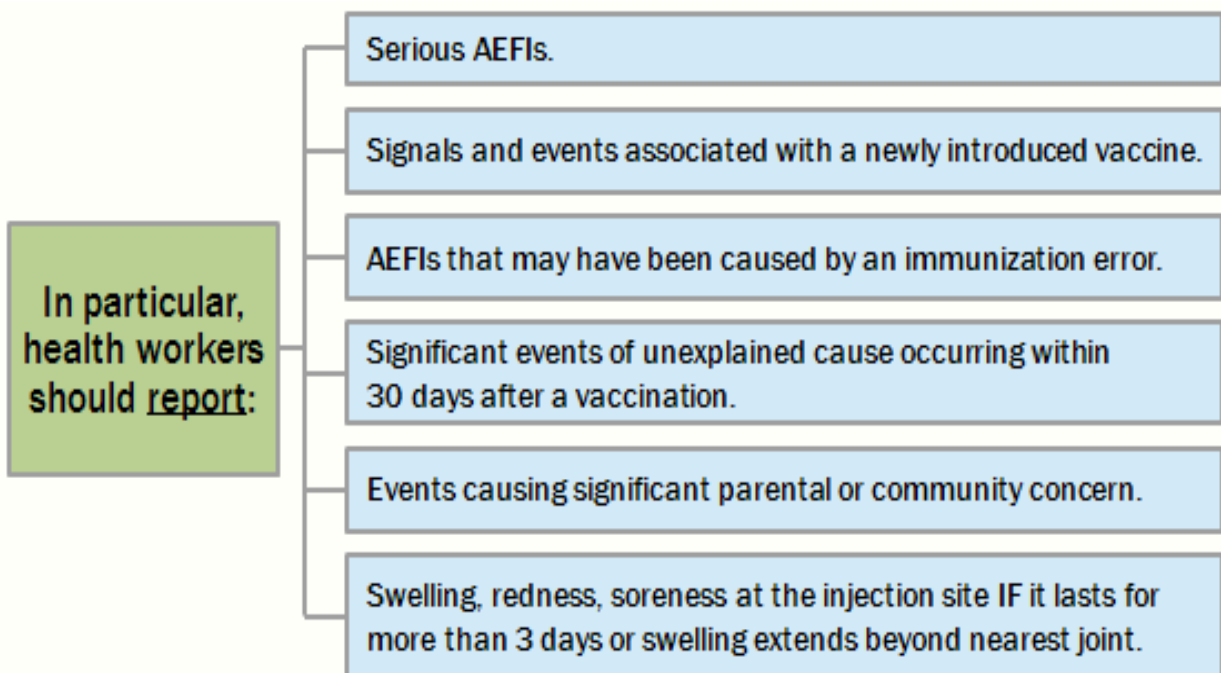 In particular,
health workers
should report:
Serious AEFIs.
Signals and events associated with a newly introduced vaccine.
AEFIs that may have been caused by an immunization error.
Significant events of unexplained cause occurring within
30 days after a vaccination.
Events causing significant parental or community concern.
Swelling, redness, soreness at the injection site IF it lasts for
more than 3 days or swelling extends beyond nearest joint.